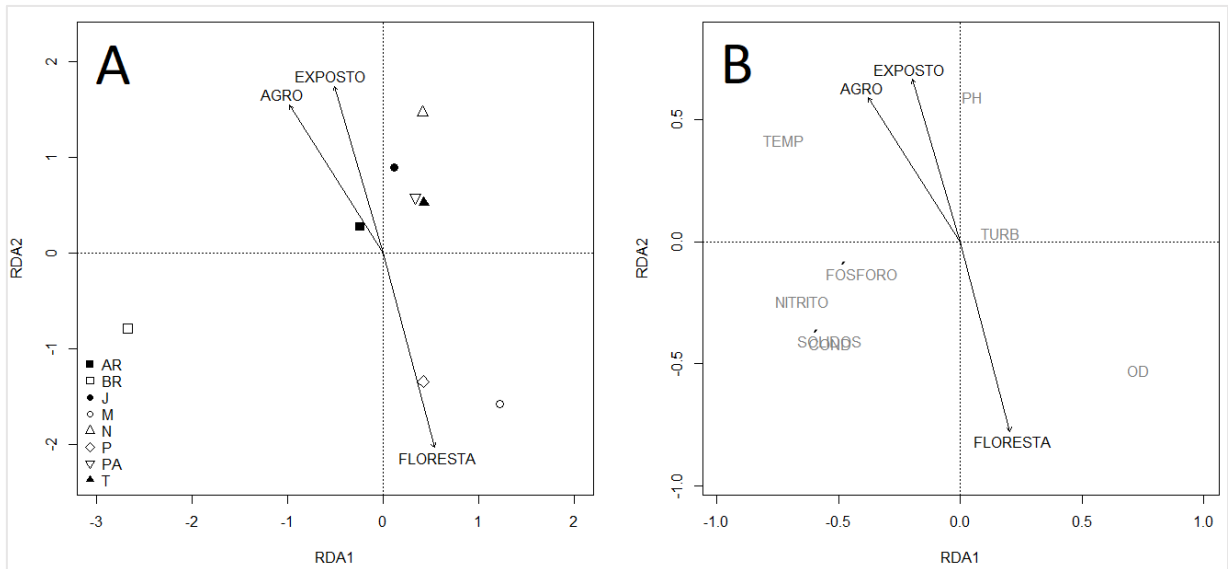 A
EXPOSTO
AGRO
FLORESTA
AR
BR
J
M
N
P
PA
T
2
1
0
-1
-2
RDA2
-3
-2
-1
0
1
2
RDA1
B
EXPOSTO
AGRO
PH
TEMP
TURB
FÓSFORO
NITRITO
SÓLIDOS
COND
OD
FLORESTA
0.5
0.0
-0.5
-1.0
RDA2
-1.0
-0.5
0.0
0.5
1.0
RDA1